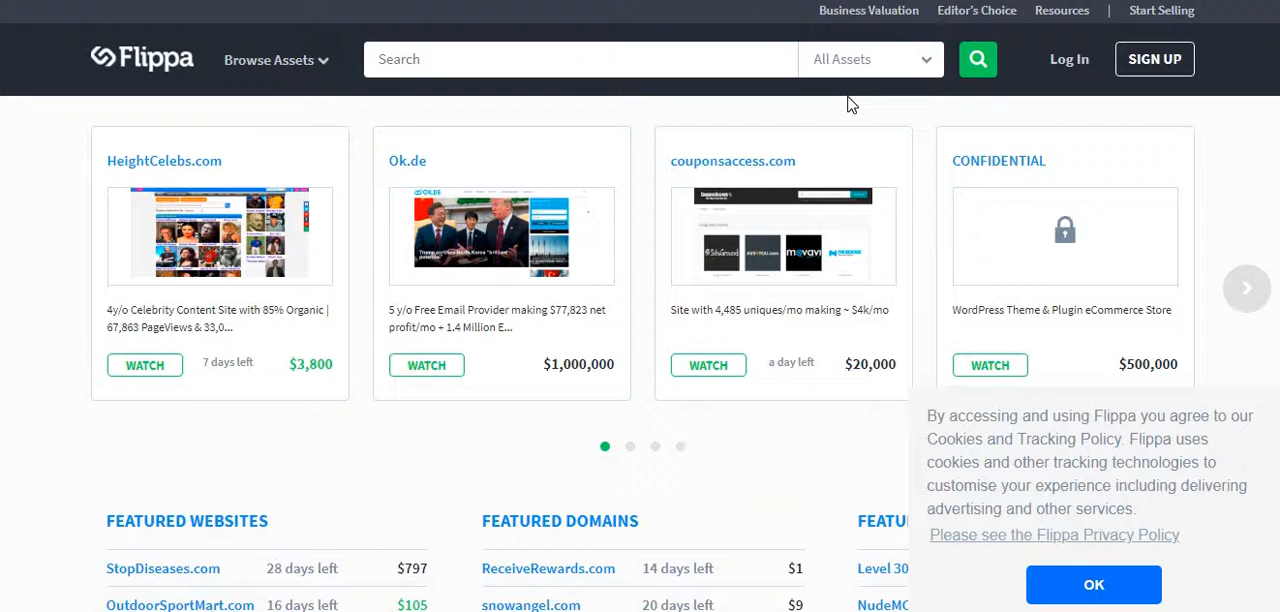 Business Valuation Editor's Choice Resources | Start Selling
Flippa Browse Assets Search All Assets Log In SIGN UP
HeightCelebs.com
4y/o Celebrity Content Site with 85% Organic |
67,863 PageViews & 33,0...
WATCH 7 days left $3,800
Ok.de
OK.DE
5 y/o Free Email Provider making $77,823 net
profit/mo + 1.4 Million E...
WATCH $1,000,000
couponsaccess.com
movavi
Site with 4,485 uniques/mo making ~ $4k/mo
WATCH a day left $20,000
CONFIDENTIAL
WordPress Theme & Plugin eCommerce Store
WATCH $500,000
FEATURED WEBSITES
StopDiseases.com 28 days left $797
OutdoorSportMart.com 16 days left $105
FEATURED DOMAINS
ReceiveRewards.com 14 days left $1
snowangel.com 20 days left $9
FEATU
Level 30
NudeMC
By accessing and using Flippa you agree to our
Cookies and Tracking Policy. Flippa uses
cookies and other tracking technologies to
customise your experience including delivering
advertising and other services.
Please see the Flippa Privacy Policy
OK